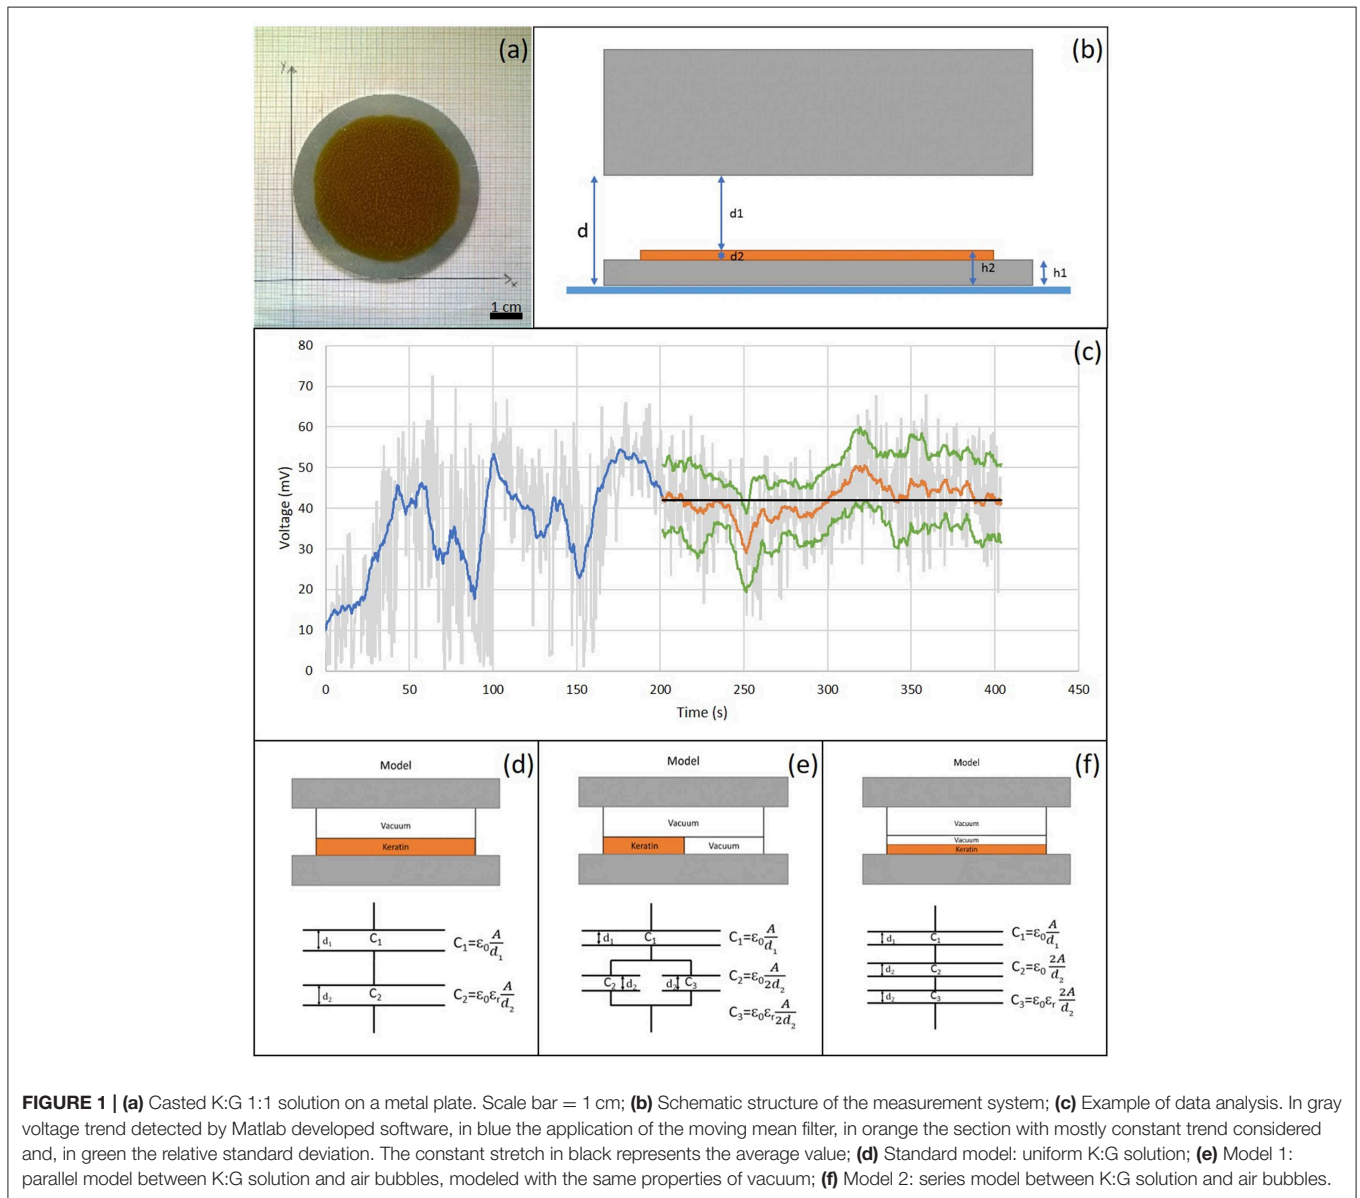 (a)
y
x
1 cm
(b)
d
d1
d2
h2
h1
(c)
80
70
60
50
40
30
20
10
0
Voltage (mV)
0 50 100 150 200 250 300 350 400 450
Time (s)
(d)
Model
Vacuum
Keratin
d₁ C₁ C₁=ε₀ A/d₁
d₂ C₂ C₂=ε₀εᵣ A/d₂
(e)
Model
Vacuum
Keratin Vacuum
d₁ C₁ C₁=ε₀ A/d₁
C₂ d₂ d₂ C₃ C₂=ε₀ A/2d₂
C₃=ε₀εᵣ A/2d₂
(f)
Model
Vacuum
Vacuum
Keratin
d₁ C₁ C₁=ε₀ A/d₁
d₂ C₂ C₂=ε₀ 2A/d₂
d₂ C₃ C₃=ε₀εᵣ 2A/d₂
FIGURE 1 | (a) Casted K:G 1:1 solution on a metal plate. Scale bar = 1 cm; (b) Schematic structure of the measurement system; (c) Example of data analysis. In gray
voltage trend detected by Matlab developed software, in blue the application of the moving mean filter, in orange the section with mostly constant trend considered
and, in green the relative standard deviation. The constant stretch in black represents the average value; (d) Standard model: uniform K:G solution; (e) Model 1:
parallel model between K:G solution and air bubbles, modeled with the same properties of vacuum; (f) Model 2: series model between K:G solution and air bubbles.